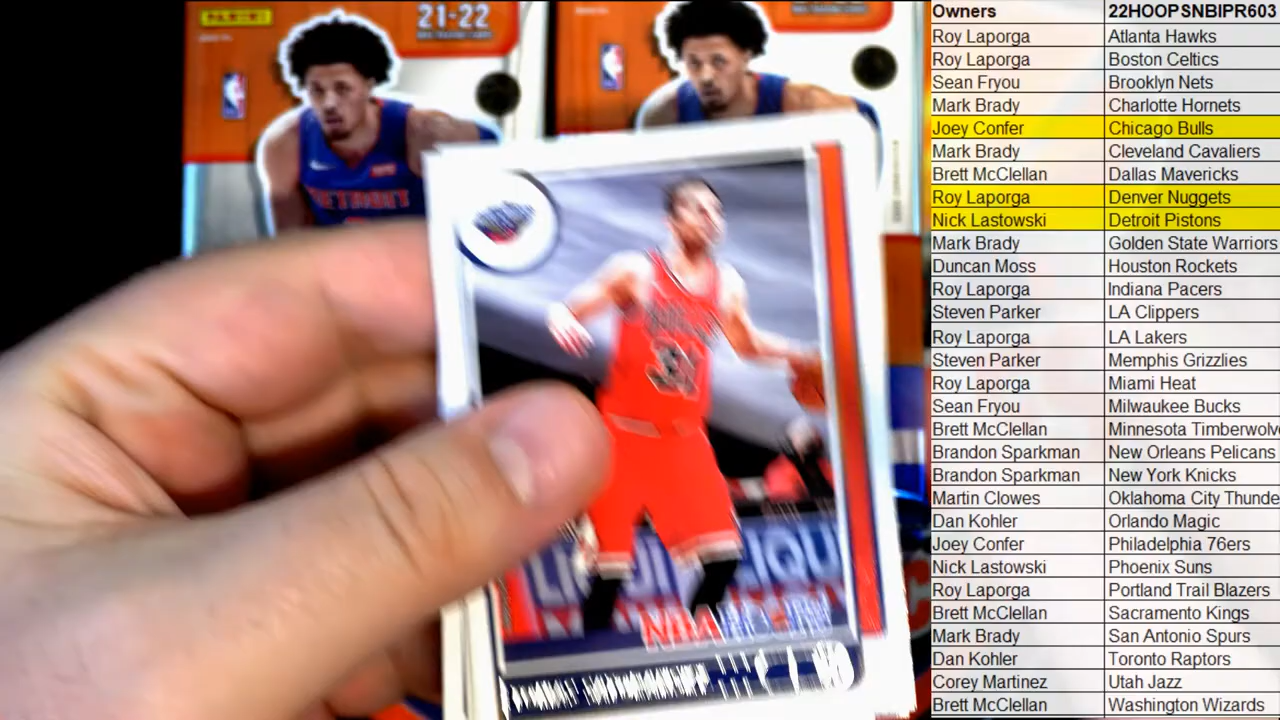 PANINI
21-22
DETROIT
31
NBA HOOPS
Owners 22HOOPSNBIPR603
Roy Laporga Atlanta Hawks
Roy Laporga Boston Celtics
Sean Fryou Brooklyn Nets
Mark Brady Charlotte Hornets
Joey Confer Chicago Bulls
Mark Brady Cleveland Cavaliers
Brett McClellan Dallas Mavericks
Roy Laporga Denver Nuggets
Nick Lastowski Detroit Pistons
Mark Brady Golden State Warriors
Duncan Moss Houston Rockets
Roy Laporga Indiana Pacers
Steven Parker LA Clippers
Roy Laporga LA Lakers
Steven Parker Memphis Grizzlies
Roy Laporga Miami Heat
Sean Fryou Milwaukee Bucks
Brett McClellan Minnesota Timberwolve
Brandon Sparkman New Orleans Pelicans
Brandon Sparkman New York Knicks
Martin Clowes Oklahoma City Thunde
Dan Kohler Orlando Magic
Joey Confer Philadelphia 76ers
Nick Lastowski Phoenix Suns
Roy Laporga Portland Trail Blazers
Brett McClellan Sacramento Kings
Mark Brady San Antonio Spurs
Dan Kohler Toronto Raptors
Corey Martinez Utah Jazz
Brett McClellan Washington Wizards